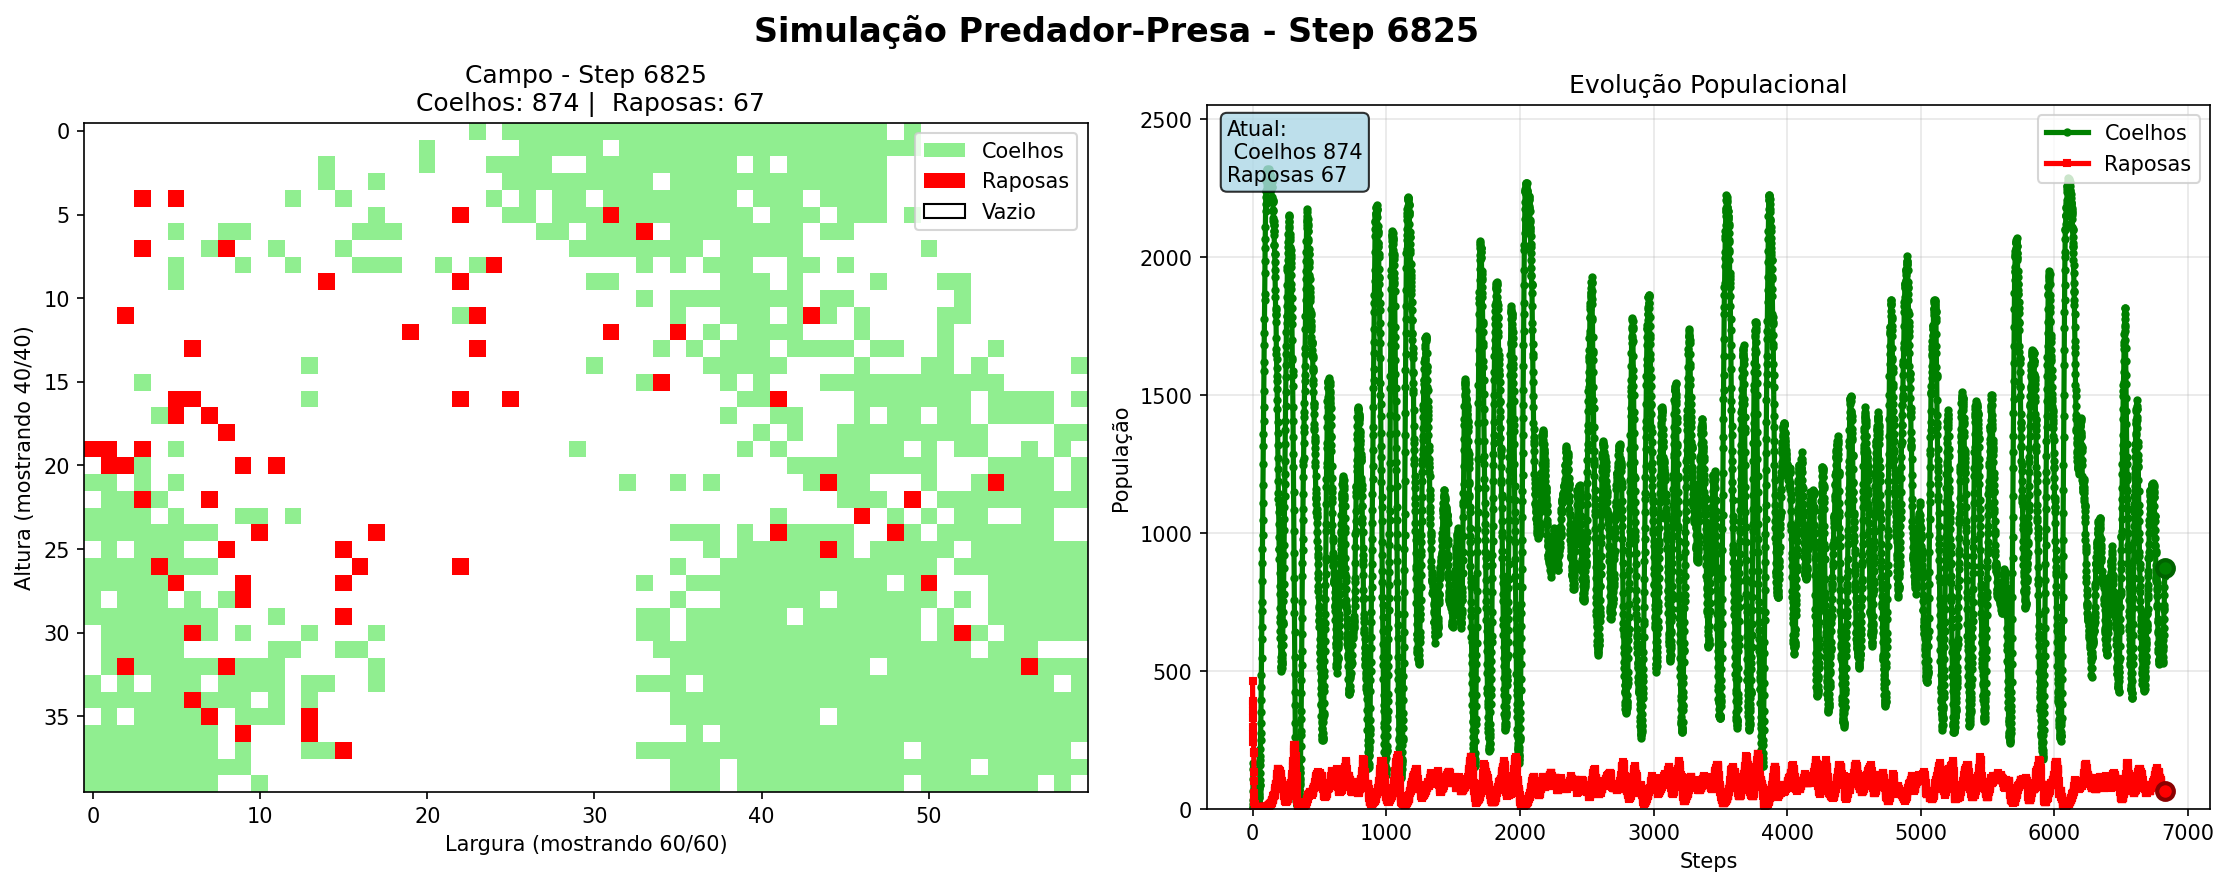 Simulação Predador-Presa - Step 6825
Campo - Step 6825
Coelhos: 874 |  Raposas: 67
0
5
10
15
20
25
30
35
Altura (mostrando 40/40)
0
10
20
30
40
50
Largura (mostrando 60/60)
Coelhos
Raposas
Vazio
Evolução Populacional
2500
2000
1500
1000
500
0
População
0
1000
2000
3000
4000
5000
6000
7000
Steps
Atual:
Coelhos 874
Raposas 67
Coelhos
Raposas